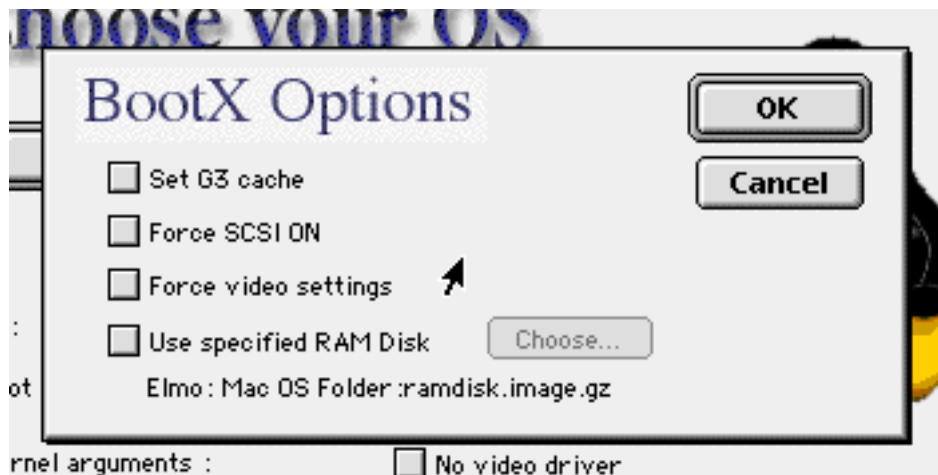 hoose your OS
BootX Options
OK
Set G3 cache
Cancel
Force SCSI ON
Force video settings
:
Use specified RAM Disk
Choose...
ot
Elmo : Mac OS Folder :ramdisk.image.gz
rnel arguments :
No video driver